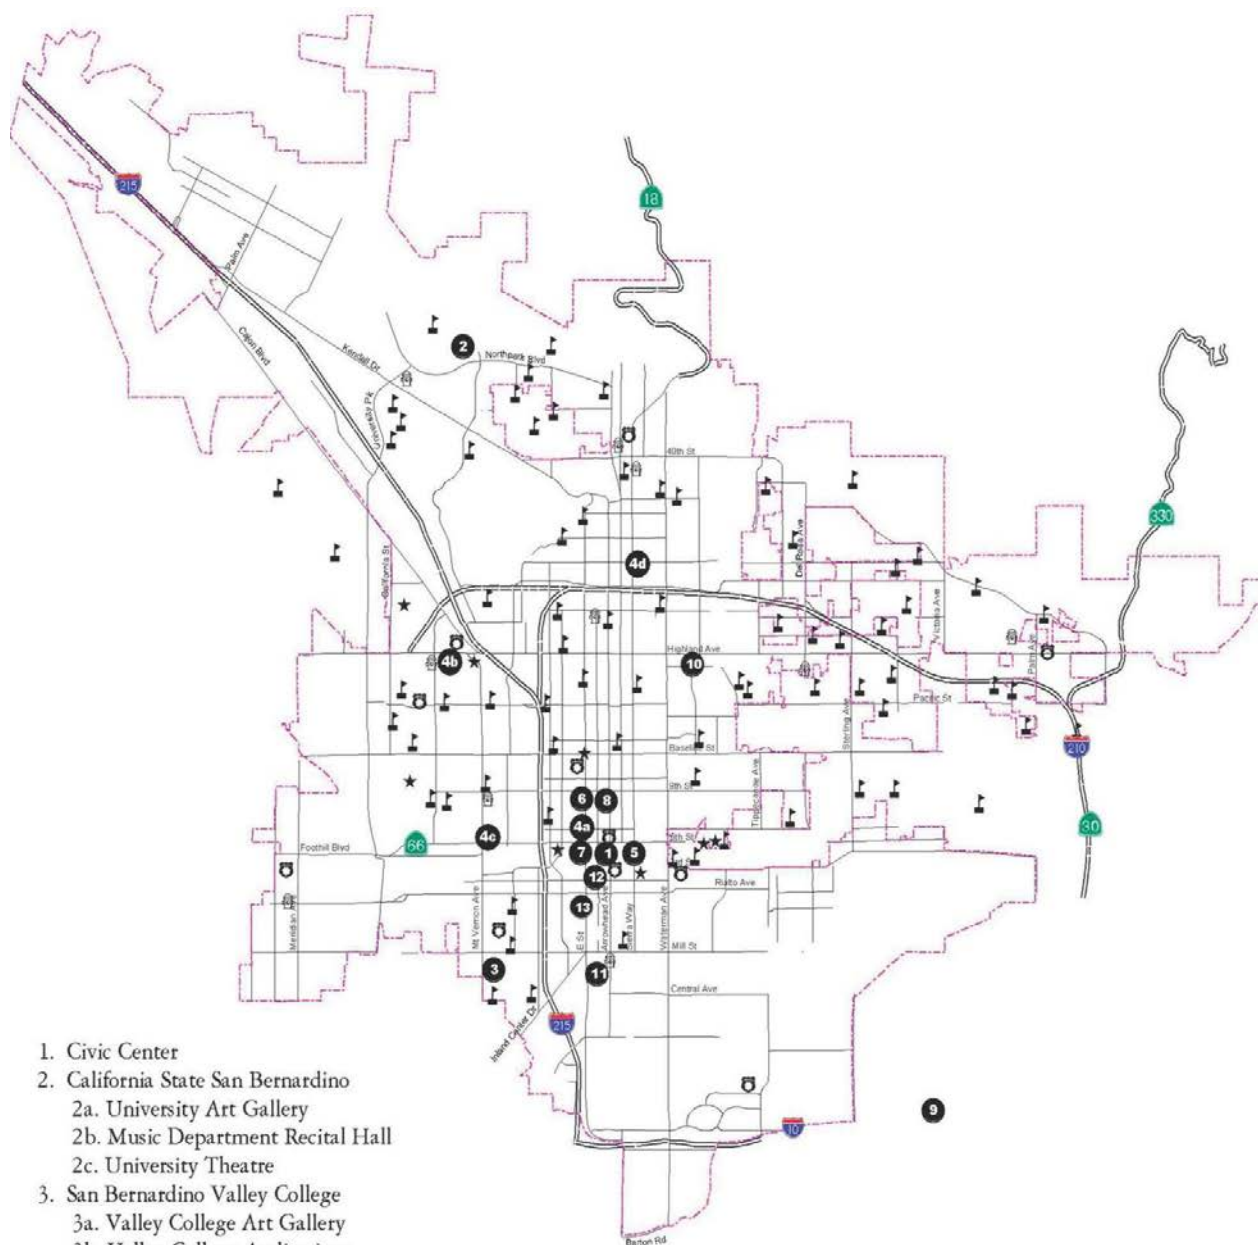 18
215
Palm Ave
Cajon Blvd
Kendall Dr
2
Northpark Blvd
University Pk
40th St
330
4d
Del Rosa Ave
California St
Victoria Ave
Highland Ave
4b
10
Palm Ave
Pacific St
Sterling Ave
210
Baseline St
9th St
Tippecanoe Ave
6
8
4a
30
4c
66
Foothill Blvd
7
1
5
12
Rialto Ave
13
Meridian Ave
Mt Vernon Ave
E St
Arrowhead Ave
Sierra Way
Waterman Ave
Mill St
3
11
Central Ave
Inland Center Dr
215
9
10
Barton Rd
1. Civic Center
2. California State San Bernardino
2a. University Art Gallery
2b. Music Department Recital Hall
2c. University Theatre
3. San Bernardino Valley College
3a. Valley College Art Gallery